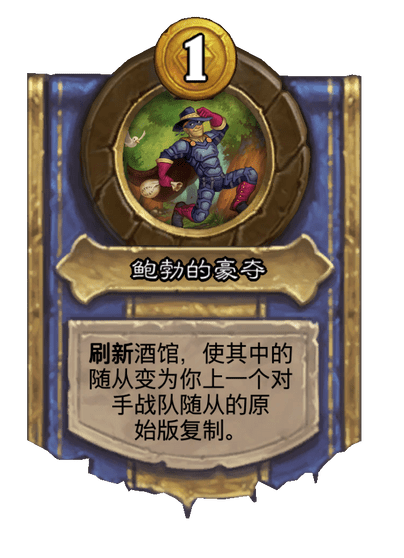 1
鲍勃的豪夺
刷新酒馆，使其中的
随从变为你上一个对
手战队随从的原
始版复制。